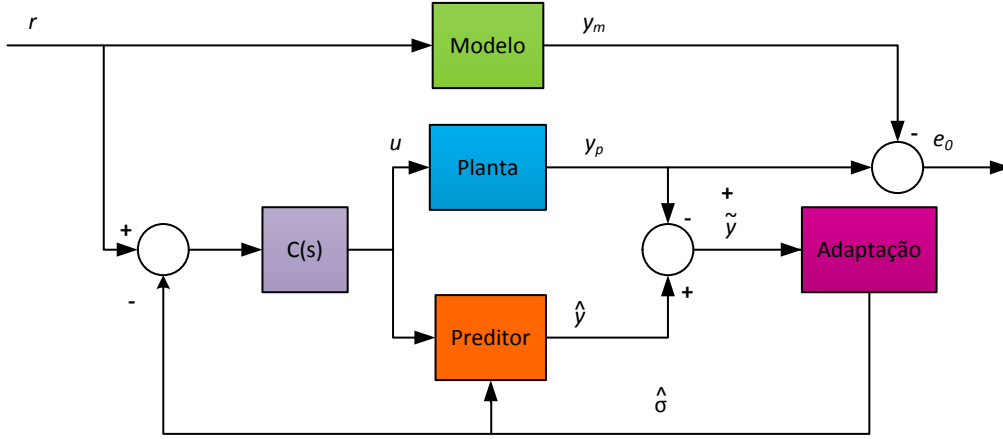 r
Modelo
y_m
-
e_0
u
Planta
y_p
+
-
ỹ
+
C(s)
Adaptação
-
+
Preditor
ŷ
σ̂